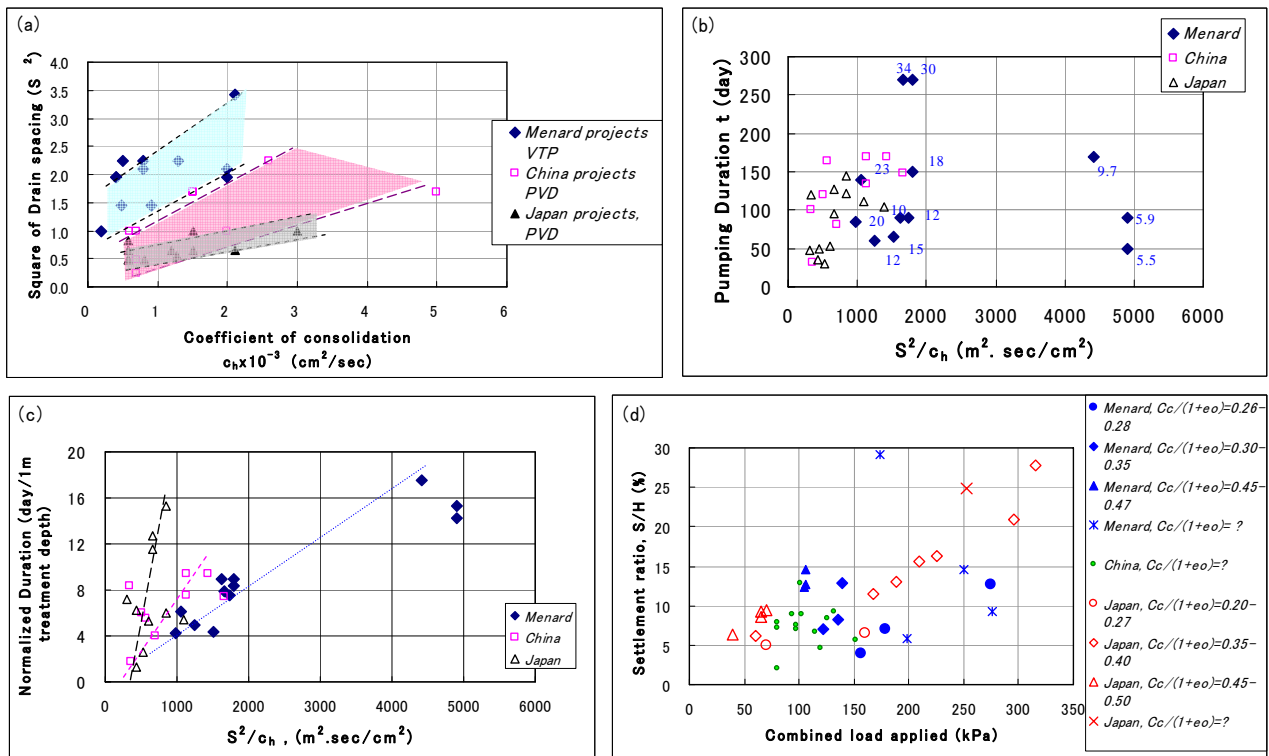 (a)
Square of Drain spacing (S ²)
4.0
3.5
3.0
2.5
2.0
1.5
1.0
0.5
0.0
0 1 2 3 4 5 6
Coefficient of consolidation
cₕx10⁻³ (cm²/sec)
Menard projects
VTP
China projects
PVD
Japan projects,
PVD
(b)
Pumping Duration t (day)
300
250
200
150
100
50
0
0 1000 2000 3000 4000 5000 6000
S²/cₕ (m². sec/cm²)
Menard
China
Japan
34 30
18
23
10
12
20
15
12
9.7
5.9
5.5
(c)
Normalized Duration (day/1m
treatment depth)
20
16
12
8
4
0
0 1000 2000 3000 4000 5000 6000
S²/cₕ , (m².sec/cm²)
Menard
China
Japan
(d)
Settlement ratio, S/H (%)
30
25
20
15
10
5
0
0 50 100 150 200 250 300 350
Combined load applied (kPa)
Menard, Cc/(1+eo)=0.26-
0.28
Menard, Cc/(1+eo)=0.30-
0.35
Menard, Cc/(1+eo)=0.45-
0.47
Menard, Cc/(1+eo)= ?
China, Cc/(1+eo)=?
Japan, Cc/(1+eo)=0.20-
0.27
Japan, Cc/(1+eo)=0.35-
0.40
Japan, Cc/(1+eo)=0.45-
0.50
Japan, Cc/(1+eo)=?